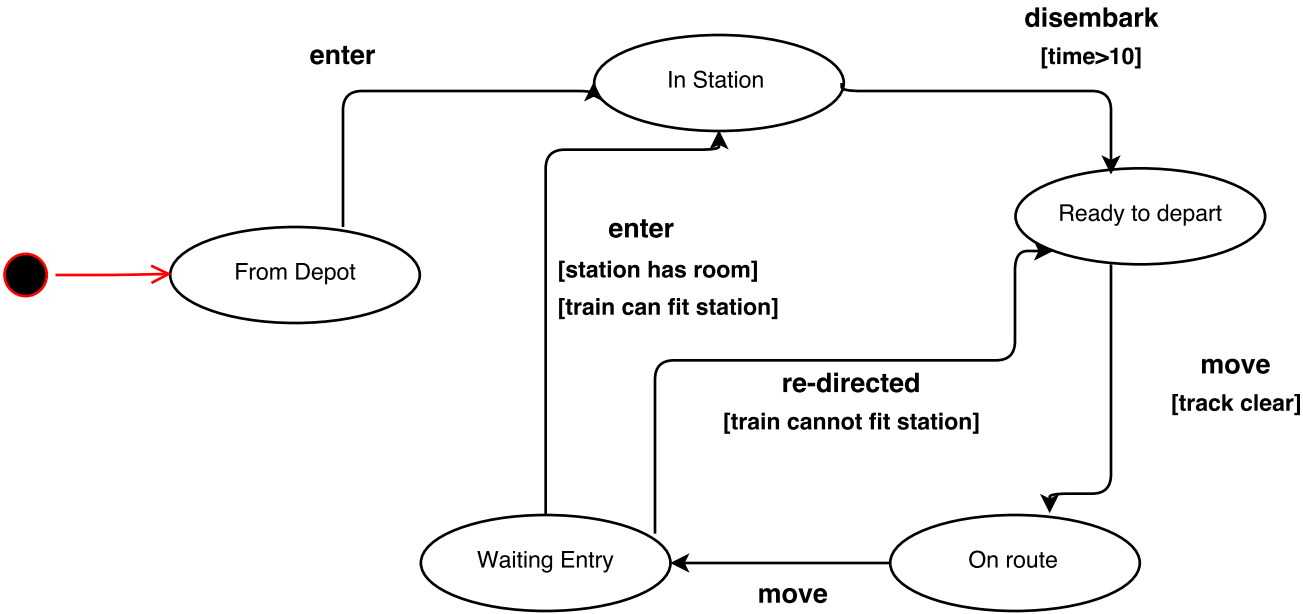 disembark
[time>10]
enter
In Station
Ready to depart
enter
[station has room]
[train can fit station]
From Depot
move
[track clear]
re-directed
[train cannot fit station]
Waiting Entry
On route
move